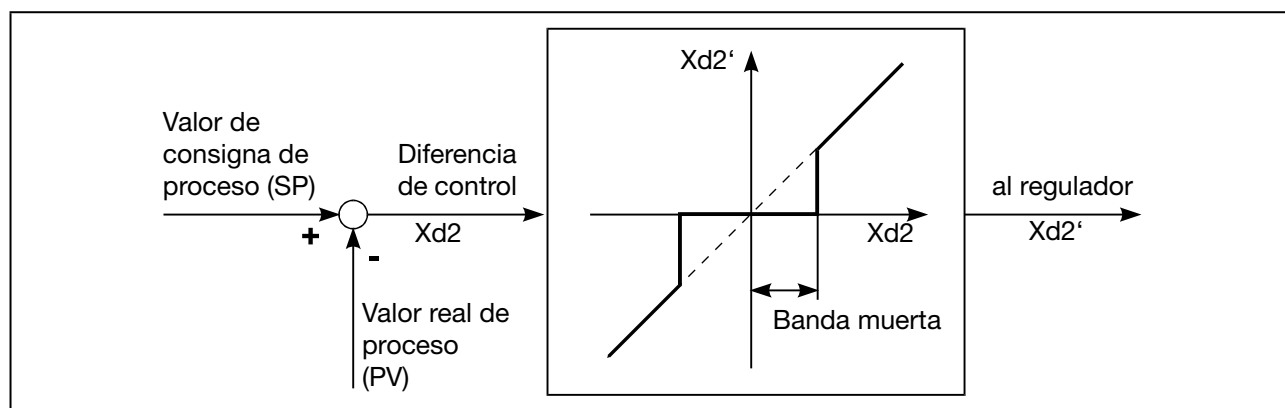 Valor de
consigna de
proceso (SP)
+
-
Valor real de
proceso
(PV)
Diferencia
de control
Xd2
Xd2‘
Xd2
Banda muerta
al regulador
Xd2‘